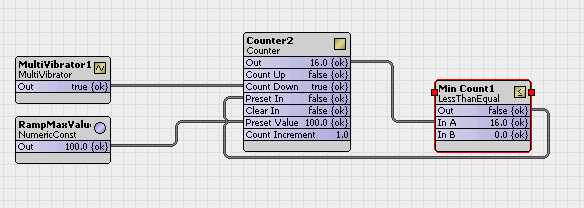 MultiVibrator1
MultiVibrator
Out true {ok}
RampMaxValu
NumericConst
Out 100.0 {ok}
Counter2
Counter
Out 16.0 {ok}
Count Up false {ok}
Count Down true {ok}
Preset In false {ok}
Clear In false {ok}
Preset Value 100.0 {ok}
Count Increment 1.0
Min Count1
LessThanEqual
Out false {ok}
In A 16.0 {ok}
In B 0.0 {ok}